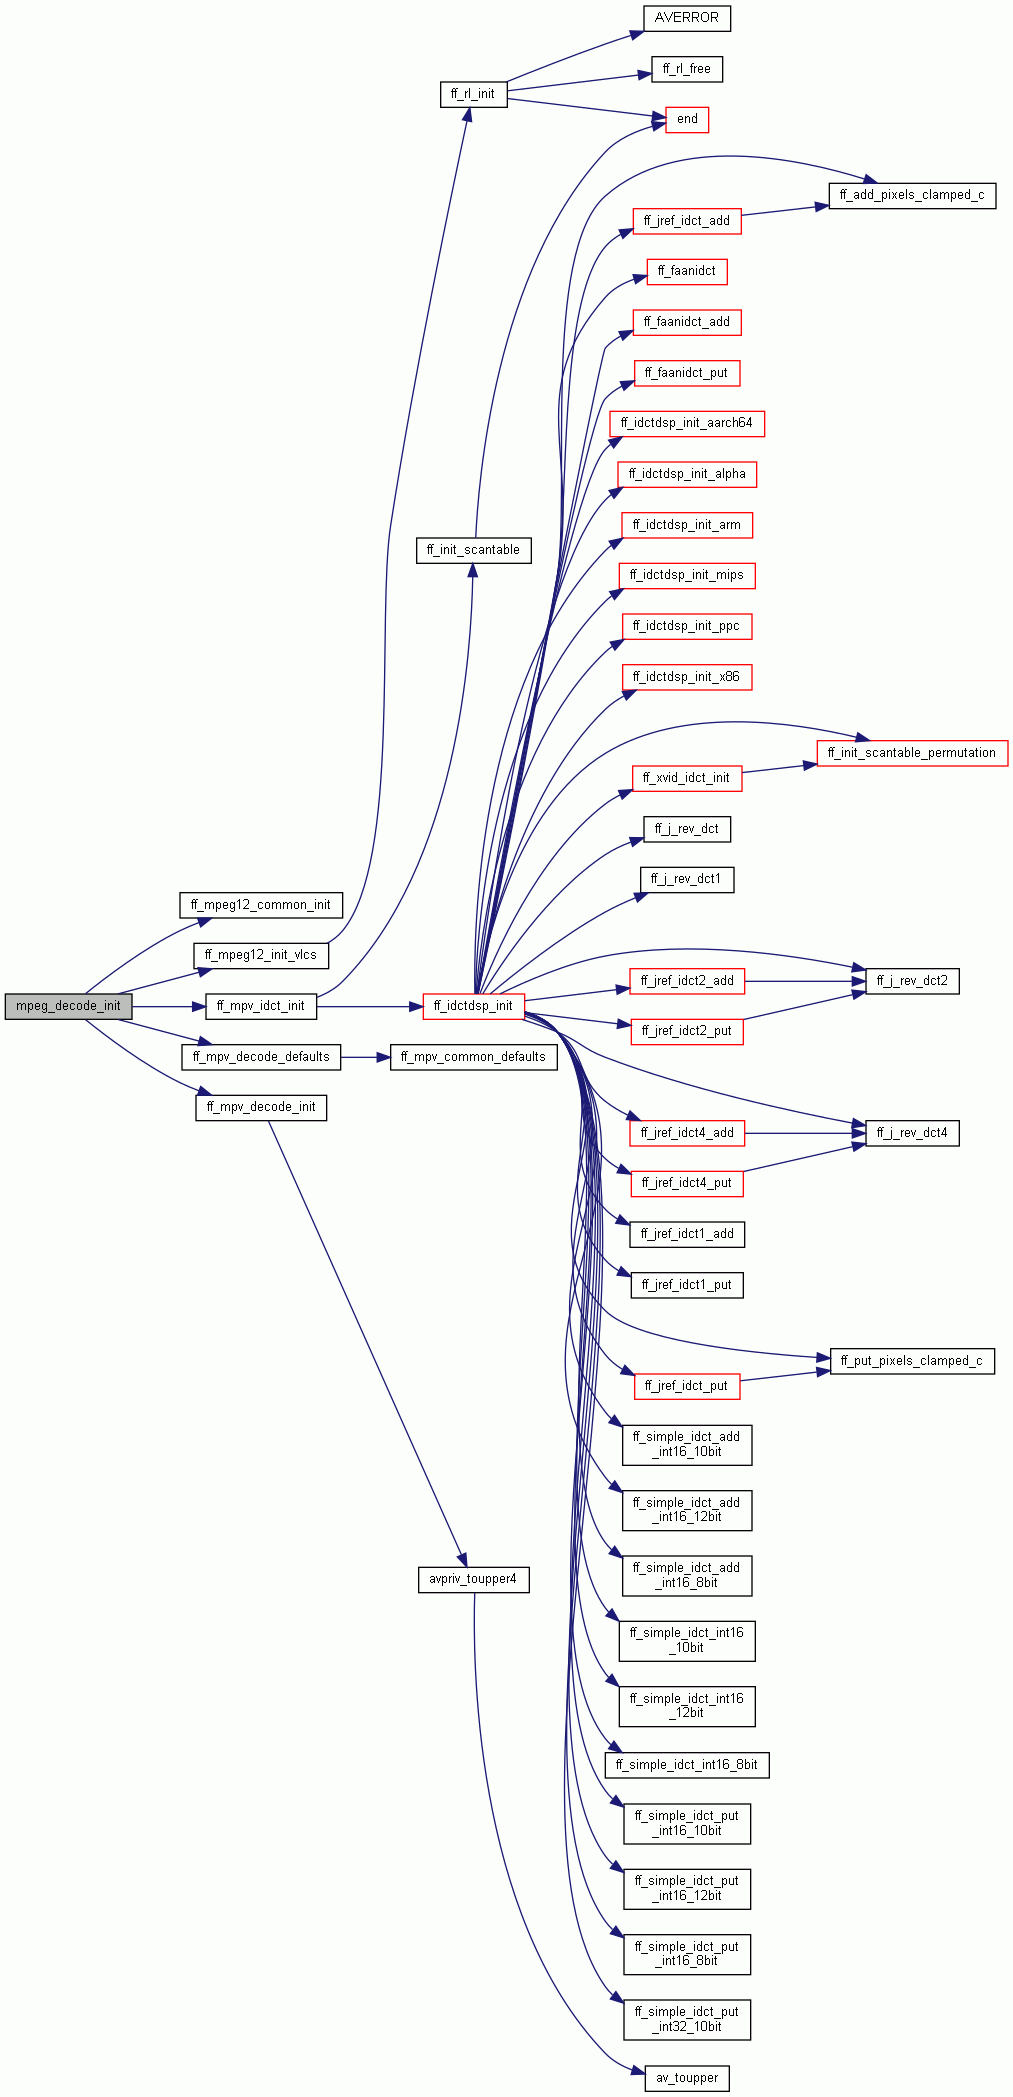 AVERROR
ff_rl_free
ff_rl_init
end
ff_add_pixels_clamped_c
ff_jref_idct_add
ff_faanidct
ff_faanidct_add
ff_faanidct_put
ff_idctdsp_init_aarch64
ff_idctdsp_init_alpha
ff_idctdsp_init_arm
ff_init_scantable
ff_idctdsp_init_mips
ff_idctdsp_init_ppc
ff_idctdsp_init_x86
ff_init_scantable_permutation
ff_xvid_idct_init
ff_j_rev_dct
ff_j_rev_dct1
ff_mpeg12_common_init
ff_mpeg12_init_vlcs
ff_jref_idct2_add
ff_j_rev_dct2
mpeg_decode_init
ff_mpv_idct_init
ff_idctdsp_init
ff_jref_idct2_put
ff_mpv_decode_defaults
ff_mpv_common_defaults
ff_mpv_decode_init
ff_jref_idct4_add
ff_j_rev_dct4
ff_jref_idct4_put
ff_jref_idct1_add
ff_jref_idct1_put
ff_put_pixels_clamped_c
ff_jref_idct_put
ff_simple_idct_add
_int16_10bit
ff_simple_idct_add
_int16_12bit
ff_simple_idct_add
_int16_8bit
avpriv_toupper4
ff_simple_idct_int16
_10bit
ff_simple_idct_int16
_12bit
ff_simple_idct_int16_8bit
ff_simple_idct_put
_int16_10bit
ff_simple_idct_put
_int16_12bit
ff_simple_idct_put
_int16_8bit
ff_simple_idct_put
_int32_10bit
av_toupper